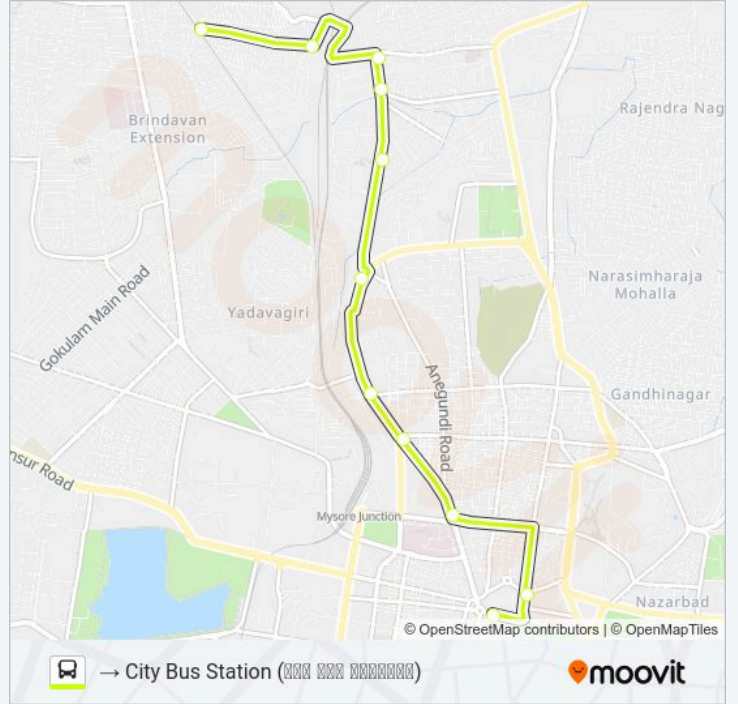 Rajendra Nag
Brindavan
Extension
Narasimharaja
Mohalla
Gokulam Main Road
Yadavagiri
Anegundi Road
Gandhinagar
nsur Road
Mysore Junction
Nazarbad
© OpenStreetMap contributors | © OpenMapTiles
→ City Bus Station ()
moovit